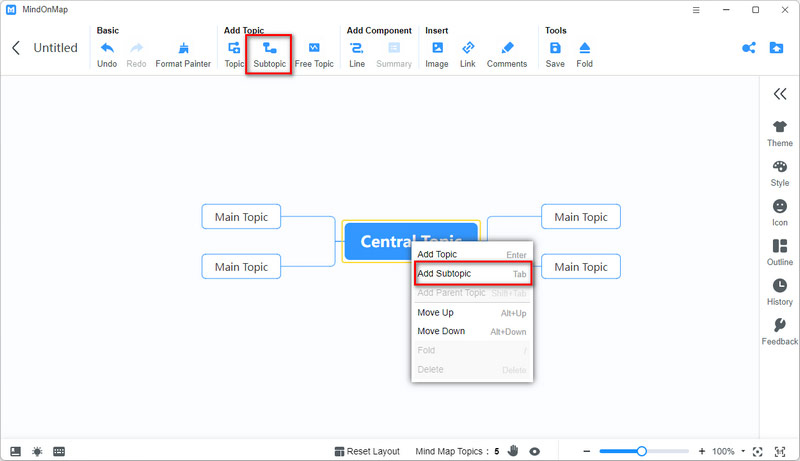 MindOnMap
Untitled
Basic
Undo
Redo
Format Painter
Add Topic
Topic
Subtopic
Free Topic
Add Component
Line
Summary
Insert
Image
Link
Comments
Tools
Save
Fold
Main Topic
Main Topic
Central Topic
Main Topic
Main Topic
Add Topic Enter
Add Subtopic Tab
Add Parent Topic Shift+Tab
Move Up Alt+Up
Move Down Alt+Down
Fold /
Delete Delete
Theme
Style
Icon
Outline
History
Feedback
Reset Layout
Mind Map Topics : 5
100%